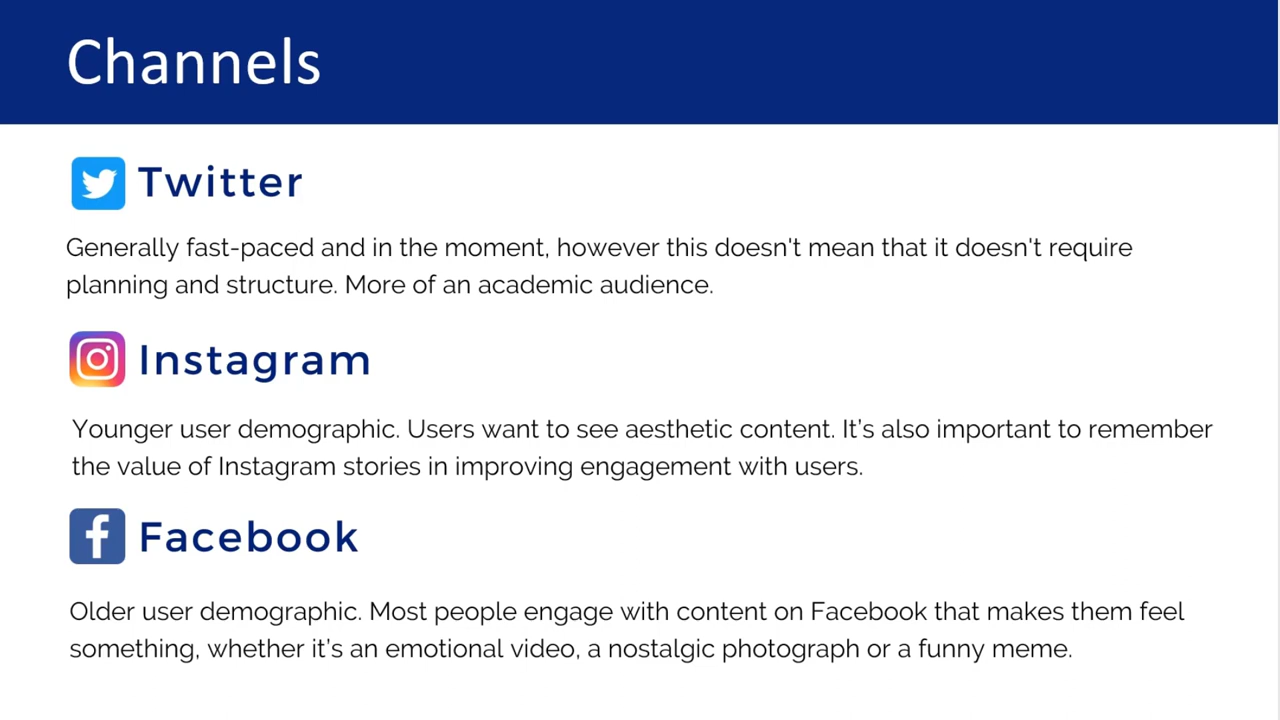 Channels
Twitter
Generally fast-paced and in the moment, however this doesn't mean that it doesn't require
planning and structure. More of an academic audience.
Instagram
Younger user demographic. Users want to see aesthetic content. It’s also important to remember
the value of Instagram stories in improving engagement with users.
Facebook
Older user demographic. Most people engage with content on Facebook that makes them feel
something, whether it’s an emotional video, a nostalgic photograph or a funny meme.